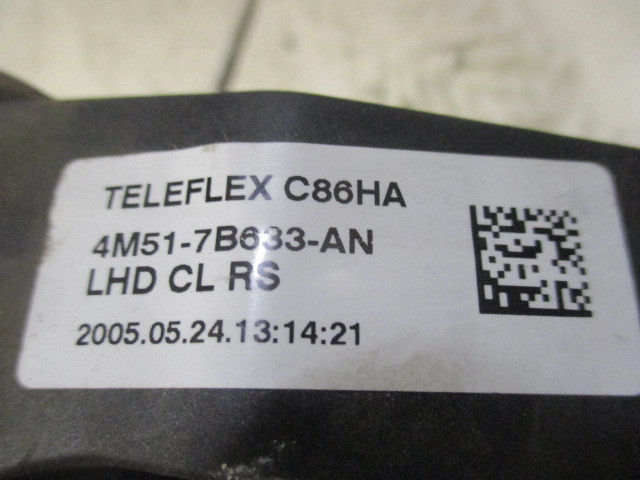 TELEFLEX C86HA
4M51-7B633-AN
LHD CL RS
2005.05.24.13:14:21